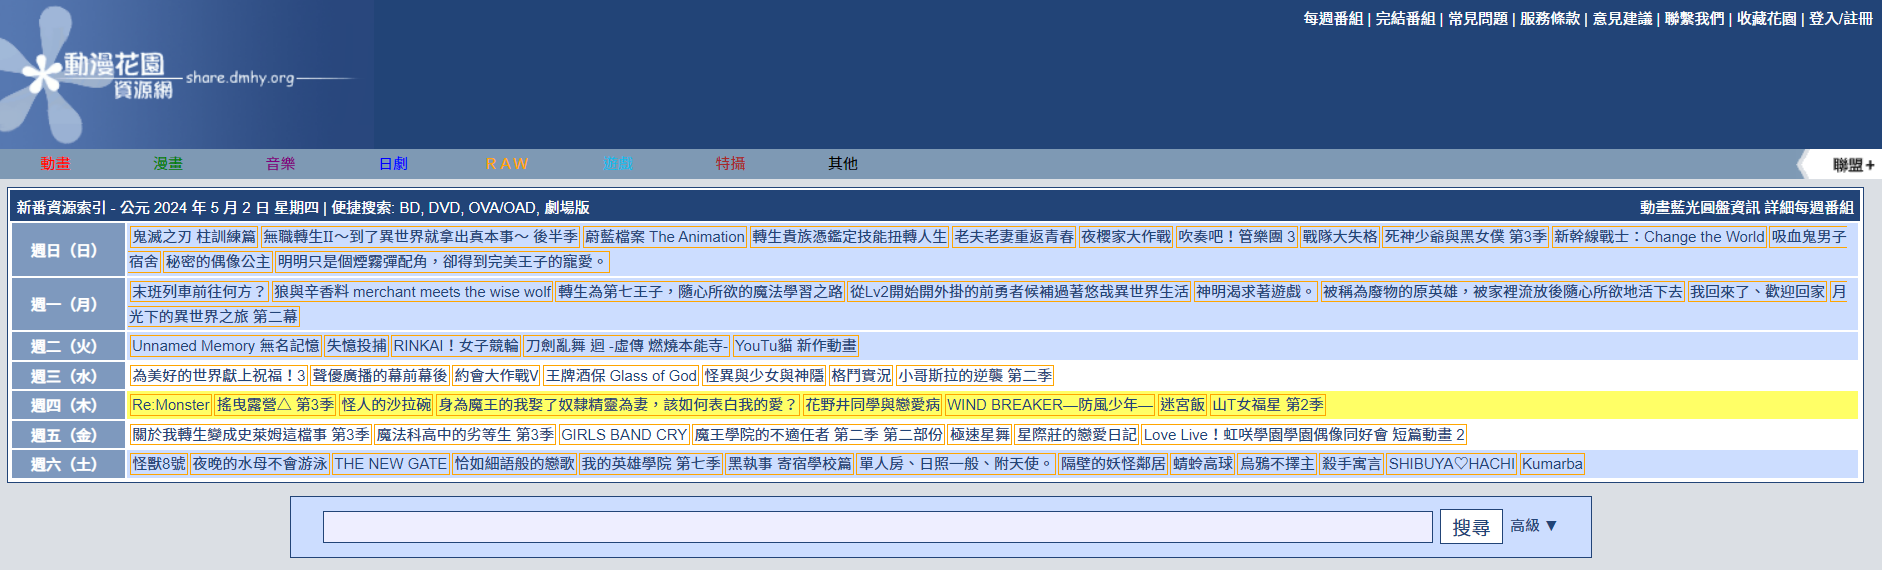 每週番組 | 完結番組 | 常見問題 | 服務條款 | 意見建議 | 聯繫我們 | 收藏花園 | 登入/註冊
動漫花園
資源網 share.dmhy.org
動畫 漫畫 音樂 日劇 R A W 遊戲 特攝 其他 聯盟+
新番資源索引 - 公元 2024 年 5 月 2 日 星期四 | 便捷搜索: BD, DVD, OVA/OAD, 劇場版 動畫藍光圓盤資訊 詳細每週番組
週日（日） 鬼滅之刃 柱訓練篇 無職轉生II～到了異世界就拿出真本事～ 後半季 蔚藍檔案 The Animation 轉生貴族憑鑑定技能扭轉人生 老夫老妻重返青春 夜櫻家大作戰 吹奏吧！管樂團 3 戰隊大失格 死神少爺與黑女僕 第3季 新幹線戰士：Change the World 吸血鬼男子
宿舍 秘密的偶像公主 明明只是個煙霧彈配角，卻得到完美王子的寵愛。
週一（月） 末班列車前往何方？ 狼與辛香料 merchant meets the wise wolf 轉生為第七王子，隨心所欲的魔法學習之路 從Lv2開始開外掛的前勇者候補過著悠哉異世界生活 神明渴求著遊戲。 被稱為廢物的原英雄，被家裡流放後隨心所欲地活下去 我回來了、歡迎回家 月
光下的異世界之旅 第二幕
週二（火） Unnamed Memory 無名記憶 失憶投捕 RINKAI！女子競輪 刀劍亂舞 迴 -虛傳 燃燒本能寺- YouTu貓 新作動畫
週三（水） 為美好的世界獻上祝福！3 聲優廣播的幕前幕後 約會大作戰V 王牌酒保 Glass of God 怪異與少女與神隱 格鬥實況 小哥斯拉的逆襲 第二季
週四（木） Re:Monster 搖曳露營△ 第3季 怪人的沙拉碗 身為魔王的我娶了奴隸精靈為妻，該如何表白我的愛？ 花野井同學與戀愛病 WIND BREAKER—防風少年— 迷宮飯 山T女福星 第2季
週五（金） 關於我轉生變成史萊姆這檔事 第3季 魔法科高中的劣等生 第3季 GIRLS BAND CRY 魔王學院的不適任者 第二季 第二部份 極速星舞 星際莊的戀愛日記 Love Live！虹咲學園學園偶像同好會 短篇動畫 2
週六（土） 怪獸8號 夜晚的水母不會游泳 THE NEW GATE 恰如細語般的戀歌 我的英雄學院 第七季 黑執事 寄宿學校篇 單人房、日照一般、附天使。 隔壁的妖怪鄰居 蜻蛉高球 烏鴉不擇主 殺手寓言 SHIBUYA♡HACHI Kumarba
搜尋 高級 ▼